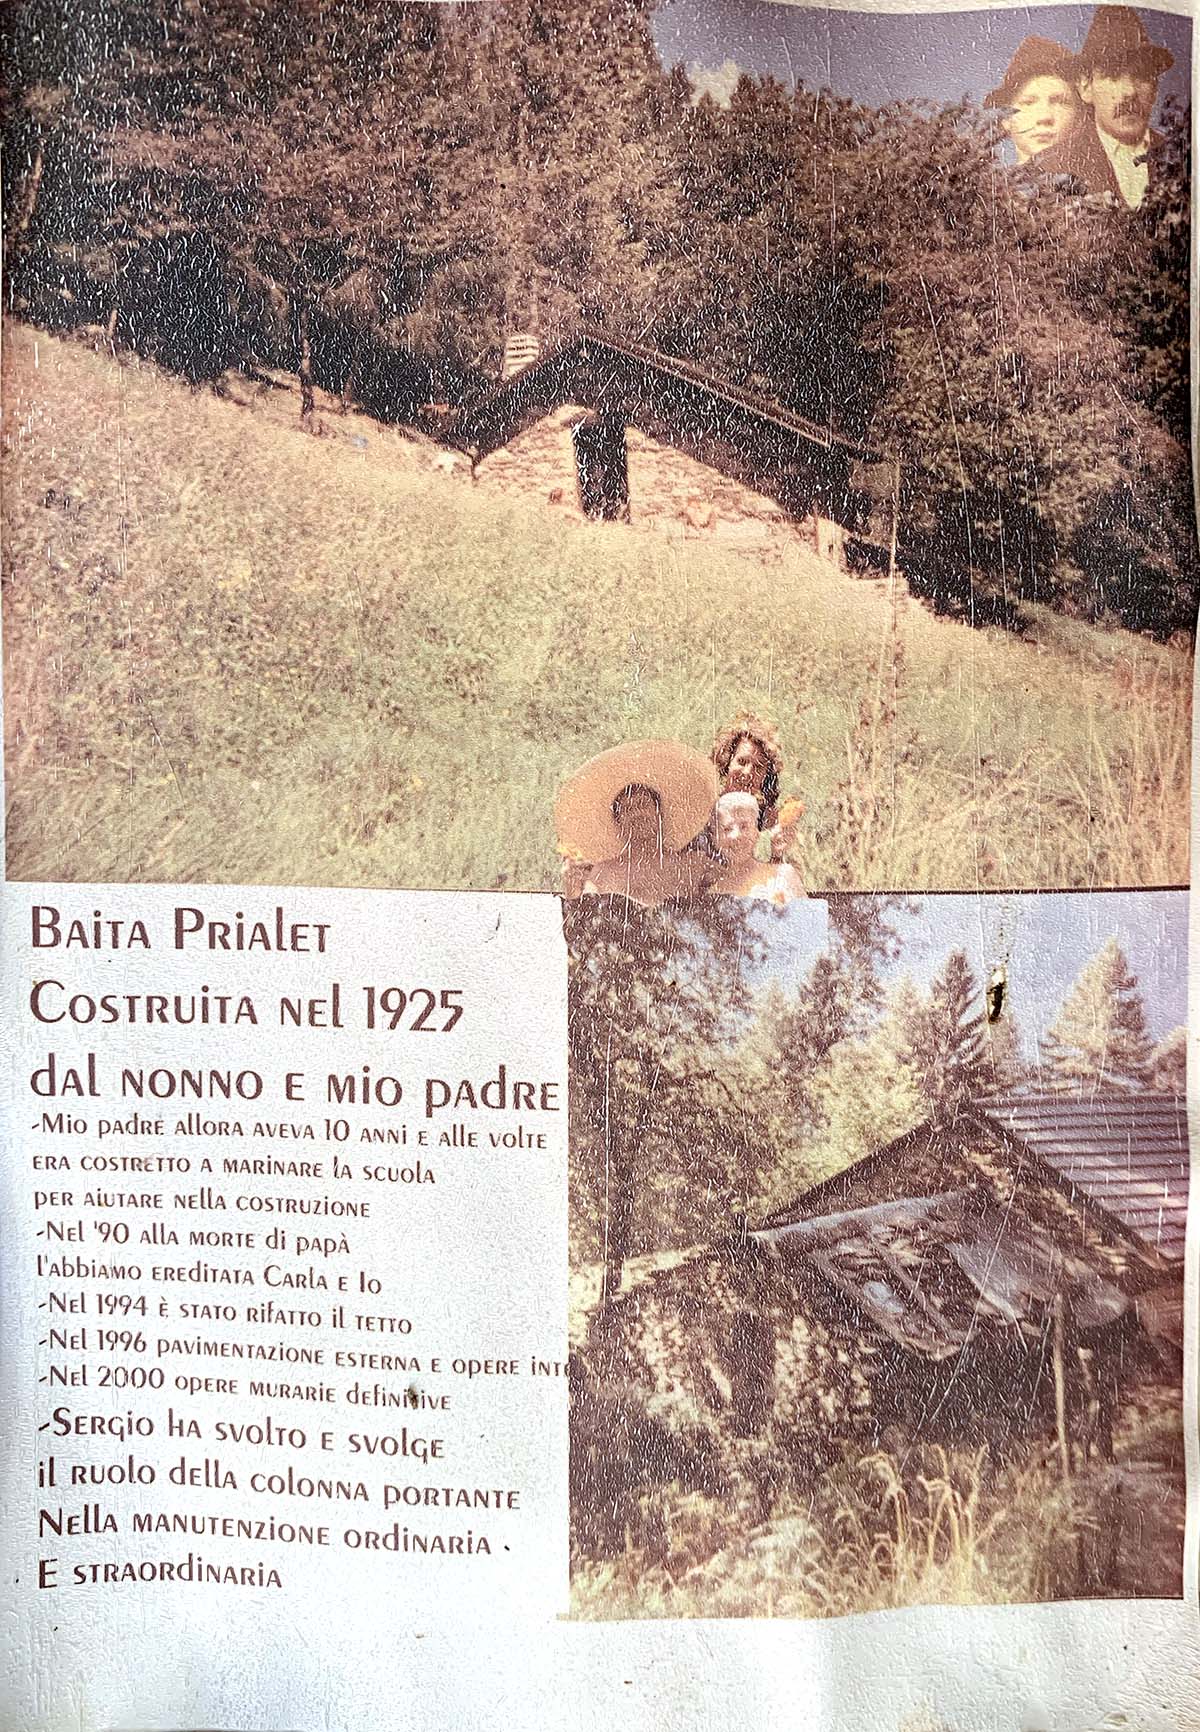 Baita Prialet
Costruita nel 1925
dal nonno e mio padre
-Mio padre allora aveva 10 anni e alle volte
era costretto a marinare la scuola
per aiutare nella costruzione
-Nel '90 alla morte di papà
l'abbiamo ereditata Carla e Io
-Nel 1994 è stato rifatto il tetto
-Nel 1996 pavimentazione esterna e opere
-Nel 2000 opere murarie definitive
-Sergio ha svolto e svolge
il ruolo della colonna portante
Nella manutenzione ordinaria .
E straordinaria